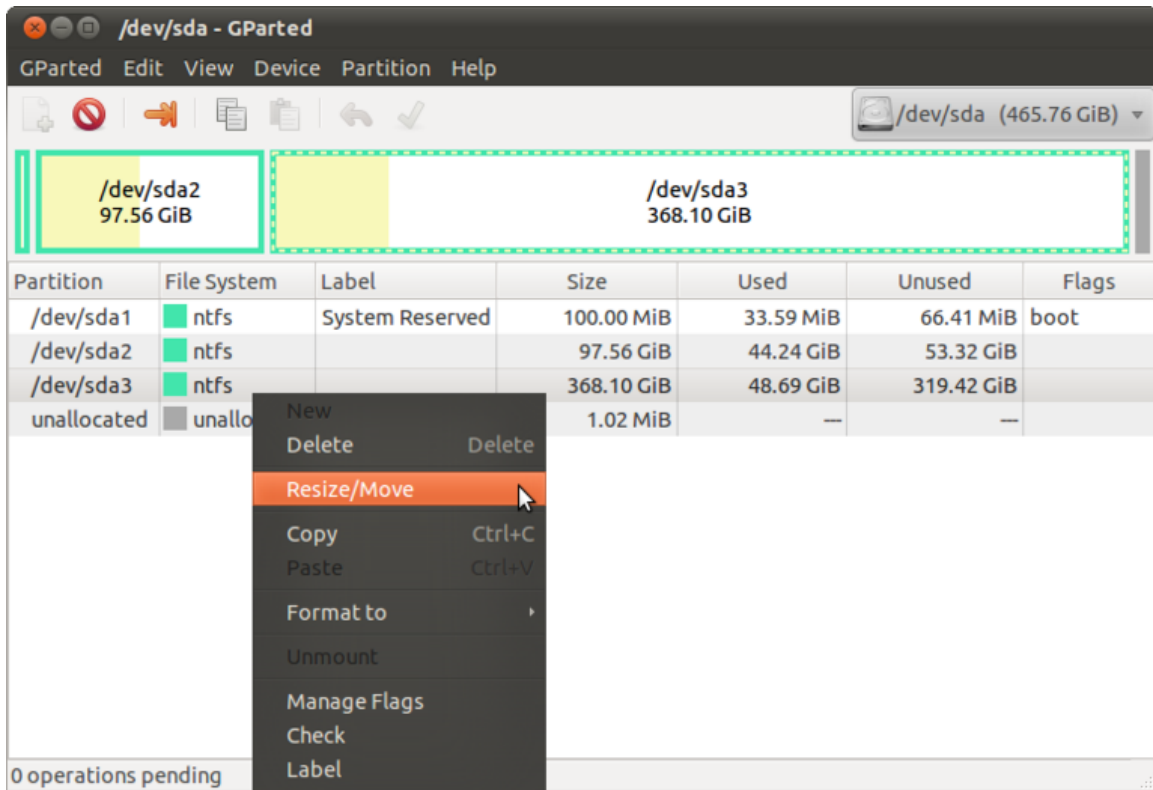 /dev/sda - GParted
GParted Edit View Device Partition Help
/dev/sda (465.76 GiB)
/dev/sda2
97.56 GiB
/dev/sda3
368.10 GiB
Partition File System Label Size Used Unused Flags
/dev/sda1 ntfs System Reserved 100.00 MiB 33.59 MiB 66.41 MiB boot
/dev/sda2 ntfs 97.56 GiB 44.24 GiB 53.32 GiB
/dev/sda3 ntfs 368.10 GiB 48.69 GiB 319.42 GiB
unallocated unallo 1.02 MiB --- ---
New
Delete Delete
Resize/Move
Copy Ctrl+C
Paste Ctrl+V
Format to
Unmount
Manage Flags
Check
Label
0 operations pending